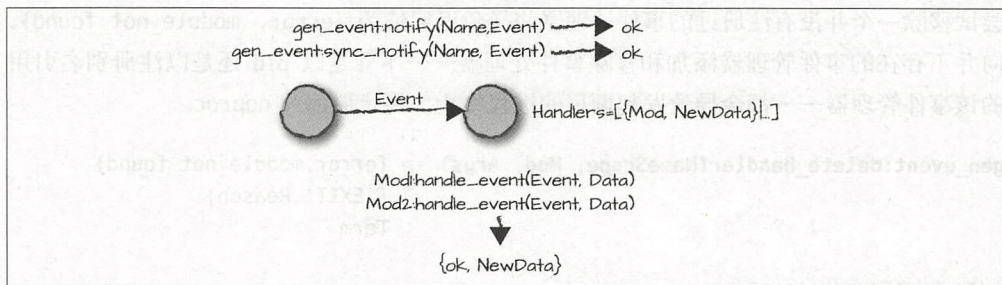 gen_event:notify(Name,Event) → ok
gen_event:sync_notify(Name, Event) → ok
Event
Handlers=[{Mod, NewData}|...]
Mod1:handle_event(Event, Data)
Mod2:handle_event(Event, Data)
{ok, NewData}